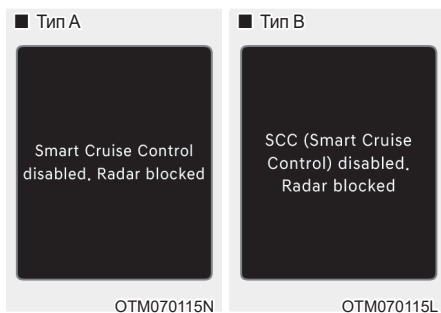 ■ Тип A
Smart Cruise Control
disabled. Radar blocked
OTM070115N
■ Тип B
SCC (Smart Cruise
Control) disabled.
Radar blocked
OTM070115L